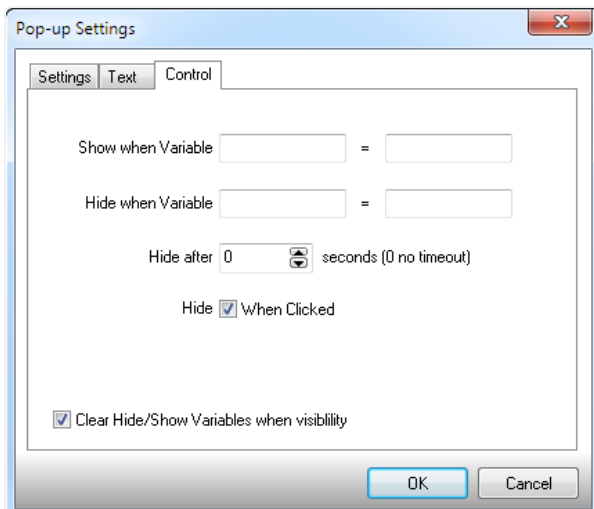 Pop-up Settings
Settings Text Control
Show when Variable =
Hide when Variable =
Hide after 0 seconds (0 no timeout)
Hide When Clicked
Clear Hide/Show Variables when visiblility
OK Cancel